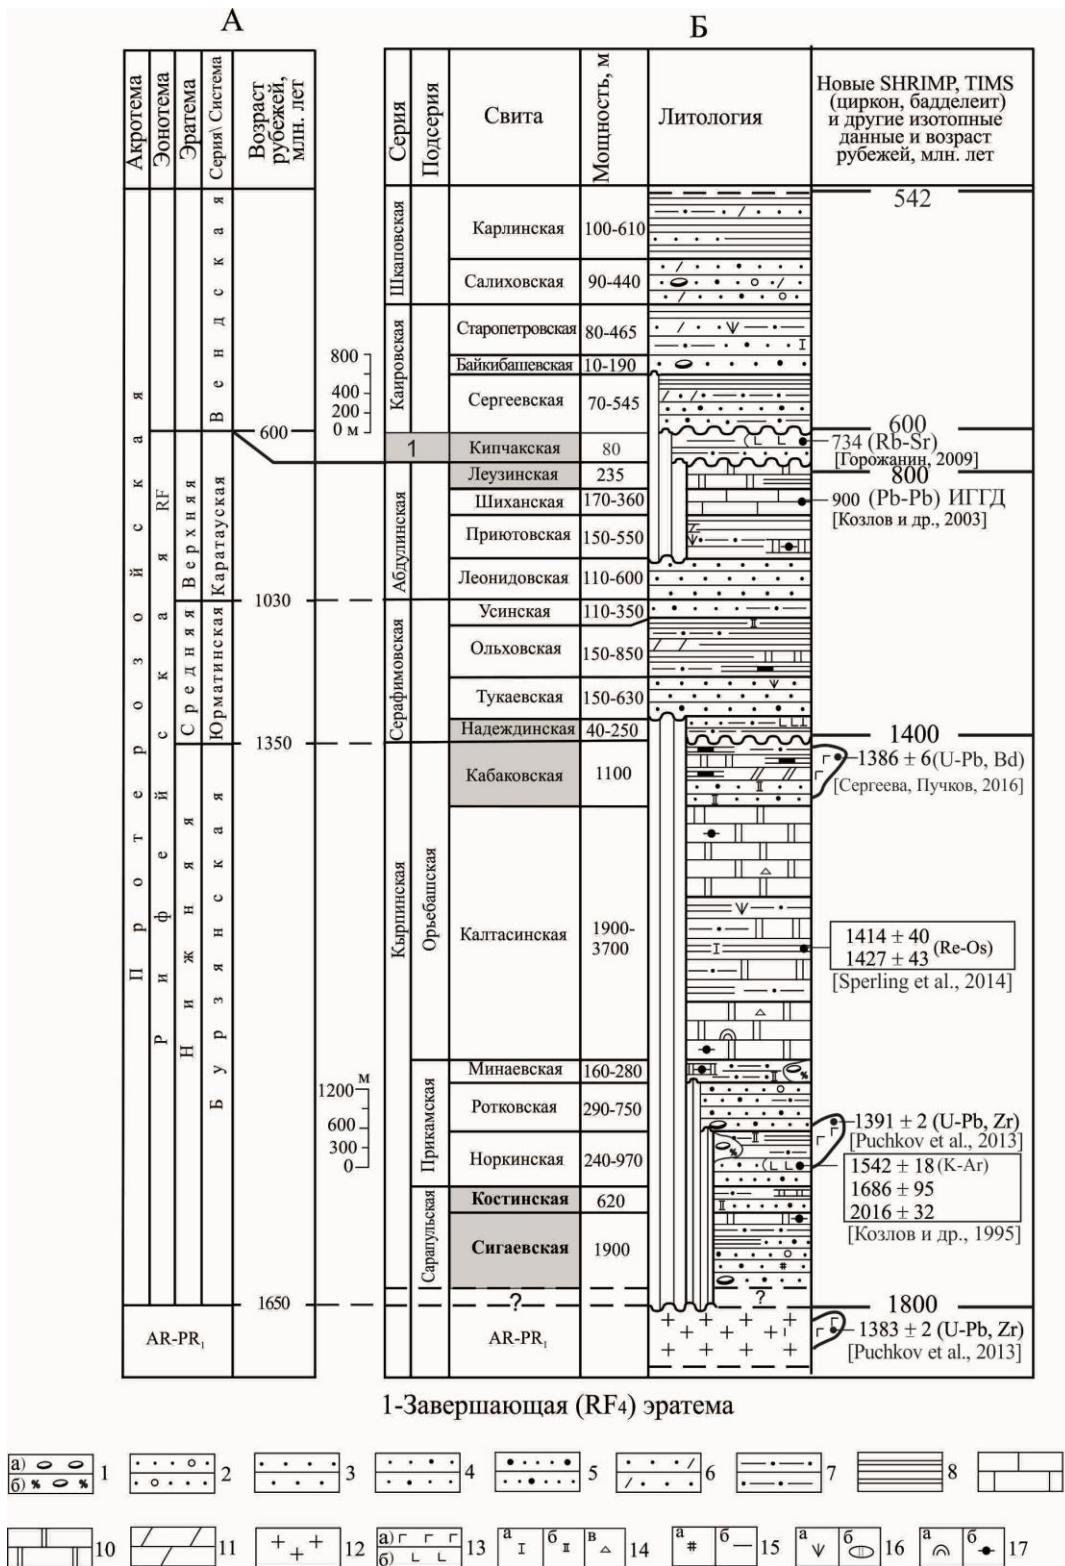 А
Б
Акротема
Эонотема
Эратема
Серия\ Система
Возраст
рубежей,
млн. лет
Серия
Подсерия
Свита
Мощность, м
Литология
Новые SHRIMP, TIMS
(циркон, бадделеит)
и другие изотопные
данные и возраст
рубежей, млн. лет
Протерозойская
Рифейская RF
Верхняя
Средняя
Нижняя
Вендская
Каратауская
Юрматинская
Бурзянская
600
1030
1350
1650
AR-PR1
800
400
200
0 м
м
1200
600
300
0
Шкаповская
Каировская
1
Абдулинская
Серафимовская
Кырпинская
Орьебашская
Прикамская
Сарапульская
Карлинская 100-610
Салиховская 90-440
Старопетровская 80-465
Байкибашевская 10-190
Сергеевская 70-545
Кипчакская 80
Леузинская 235
Шиханская 170-360
Приютовская 150-550
Леонидовская 110-600
Усинская 110-350
Ольховская 150-850
Тукаевская 150-630
Надеждинская 40-250
Кабаковская 1100
Калтасинская 1900-
3700
Минаевская 160-280
Ротковская 290-750
Норкинская 240-970
Костинская 620
Сигаевская 1900
?
?
AR-PR1
542
600
734 (Rb-Sr)
[Горожанин, 2009]
800
900 (Pb-Pb) ИГГД
[Козлов и др., 2003]
1400
1386 ± 6 (U-Pb, Bd)
[Сергеева, Пучков, 2016]
1414 ± 40
1427 ± 43 (Re-Os)
[Sperling et al., 2014]
1391 ± 2 (U-Pb, Zr)
[Puchkov et al., 2013]
1542 ± 18 (K-Ar)
1686 ± 95
2016 ± 32
[Козлов и др., 1995]
1800
1383 ± 2 (U-Pb, Zr)
[Puchkov et al., 2013]
1-Завершающая (RF4) эратема
а) б) 1 2 3 4 5 6 7 8
10 11 12 а) б) 13 а б в 14 а б 15 а б 16 а б 17